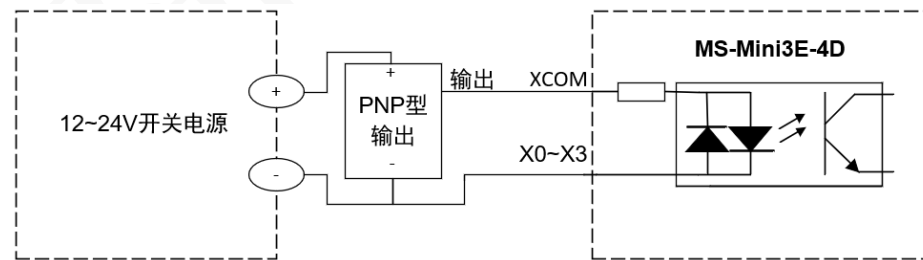 MS-Mini3E-4D
12~24V开关电源
+
-
+
PNP型
输出
-
输出
XCOM
X0~X3